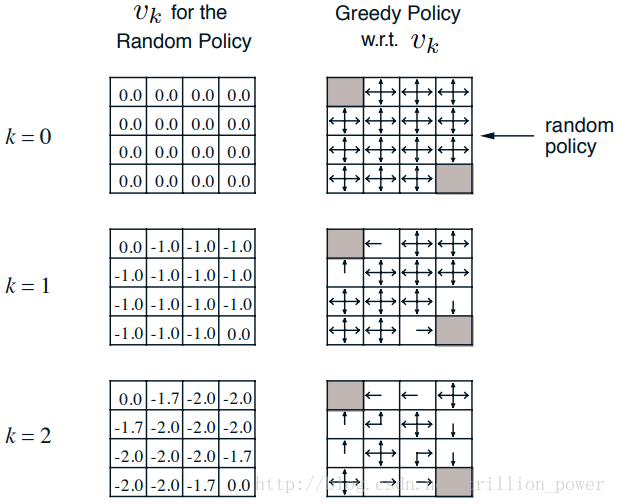 v_k for the Random Policy
Greedy Policy w.r.t. v_k
k = 0
0.0 0.0 0.0 0.0
0.0 0.0 0.0 0.0
0.0 0.0 0.0 0.0
0.0 0.0 0.0 0.0
random policy
k = 1
0.0 -1.0 -1.0 -1.0
-1.0 -1.0 -1.0 -1.0
-1.0 -1.0 -1.0 -1.0
-1.0 -1.0 -1.0 0.0
k = 2
0.0 -1.7 -2.0 -2.0
-1.7 -2.0 -2.0 -2.0
-2.0 -2.0 -2.0 -1.7
-2.0 -2.0 -1.7 0.0